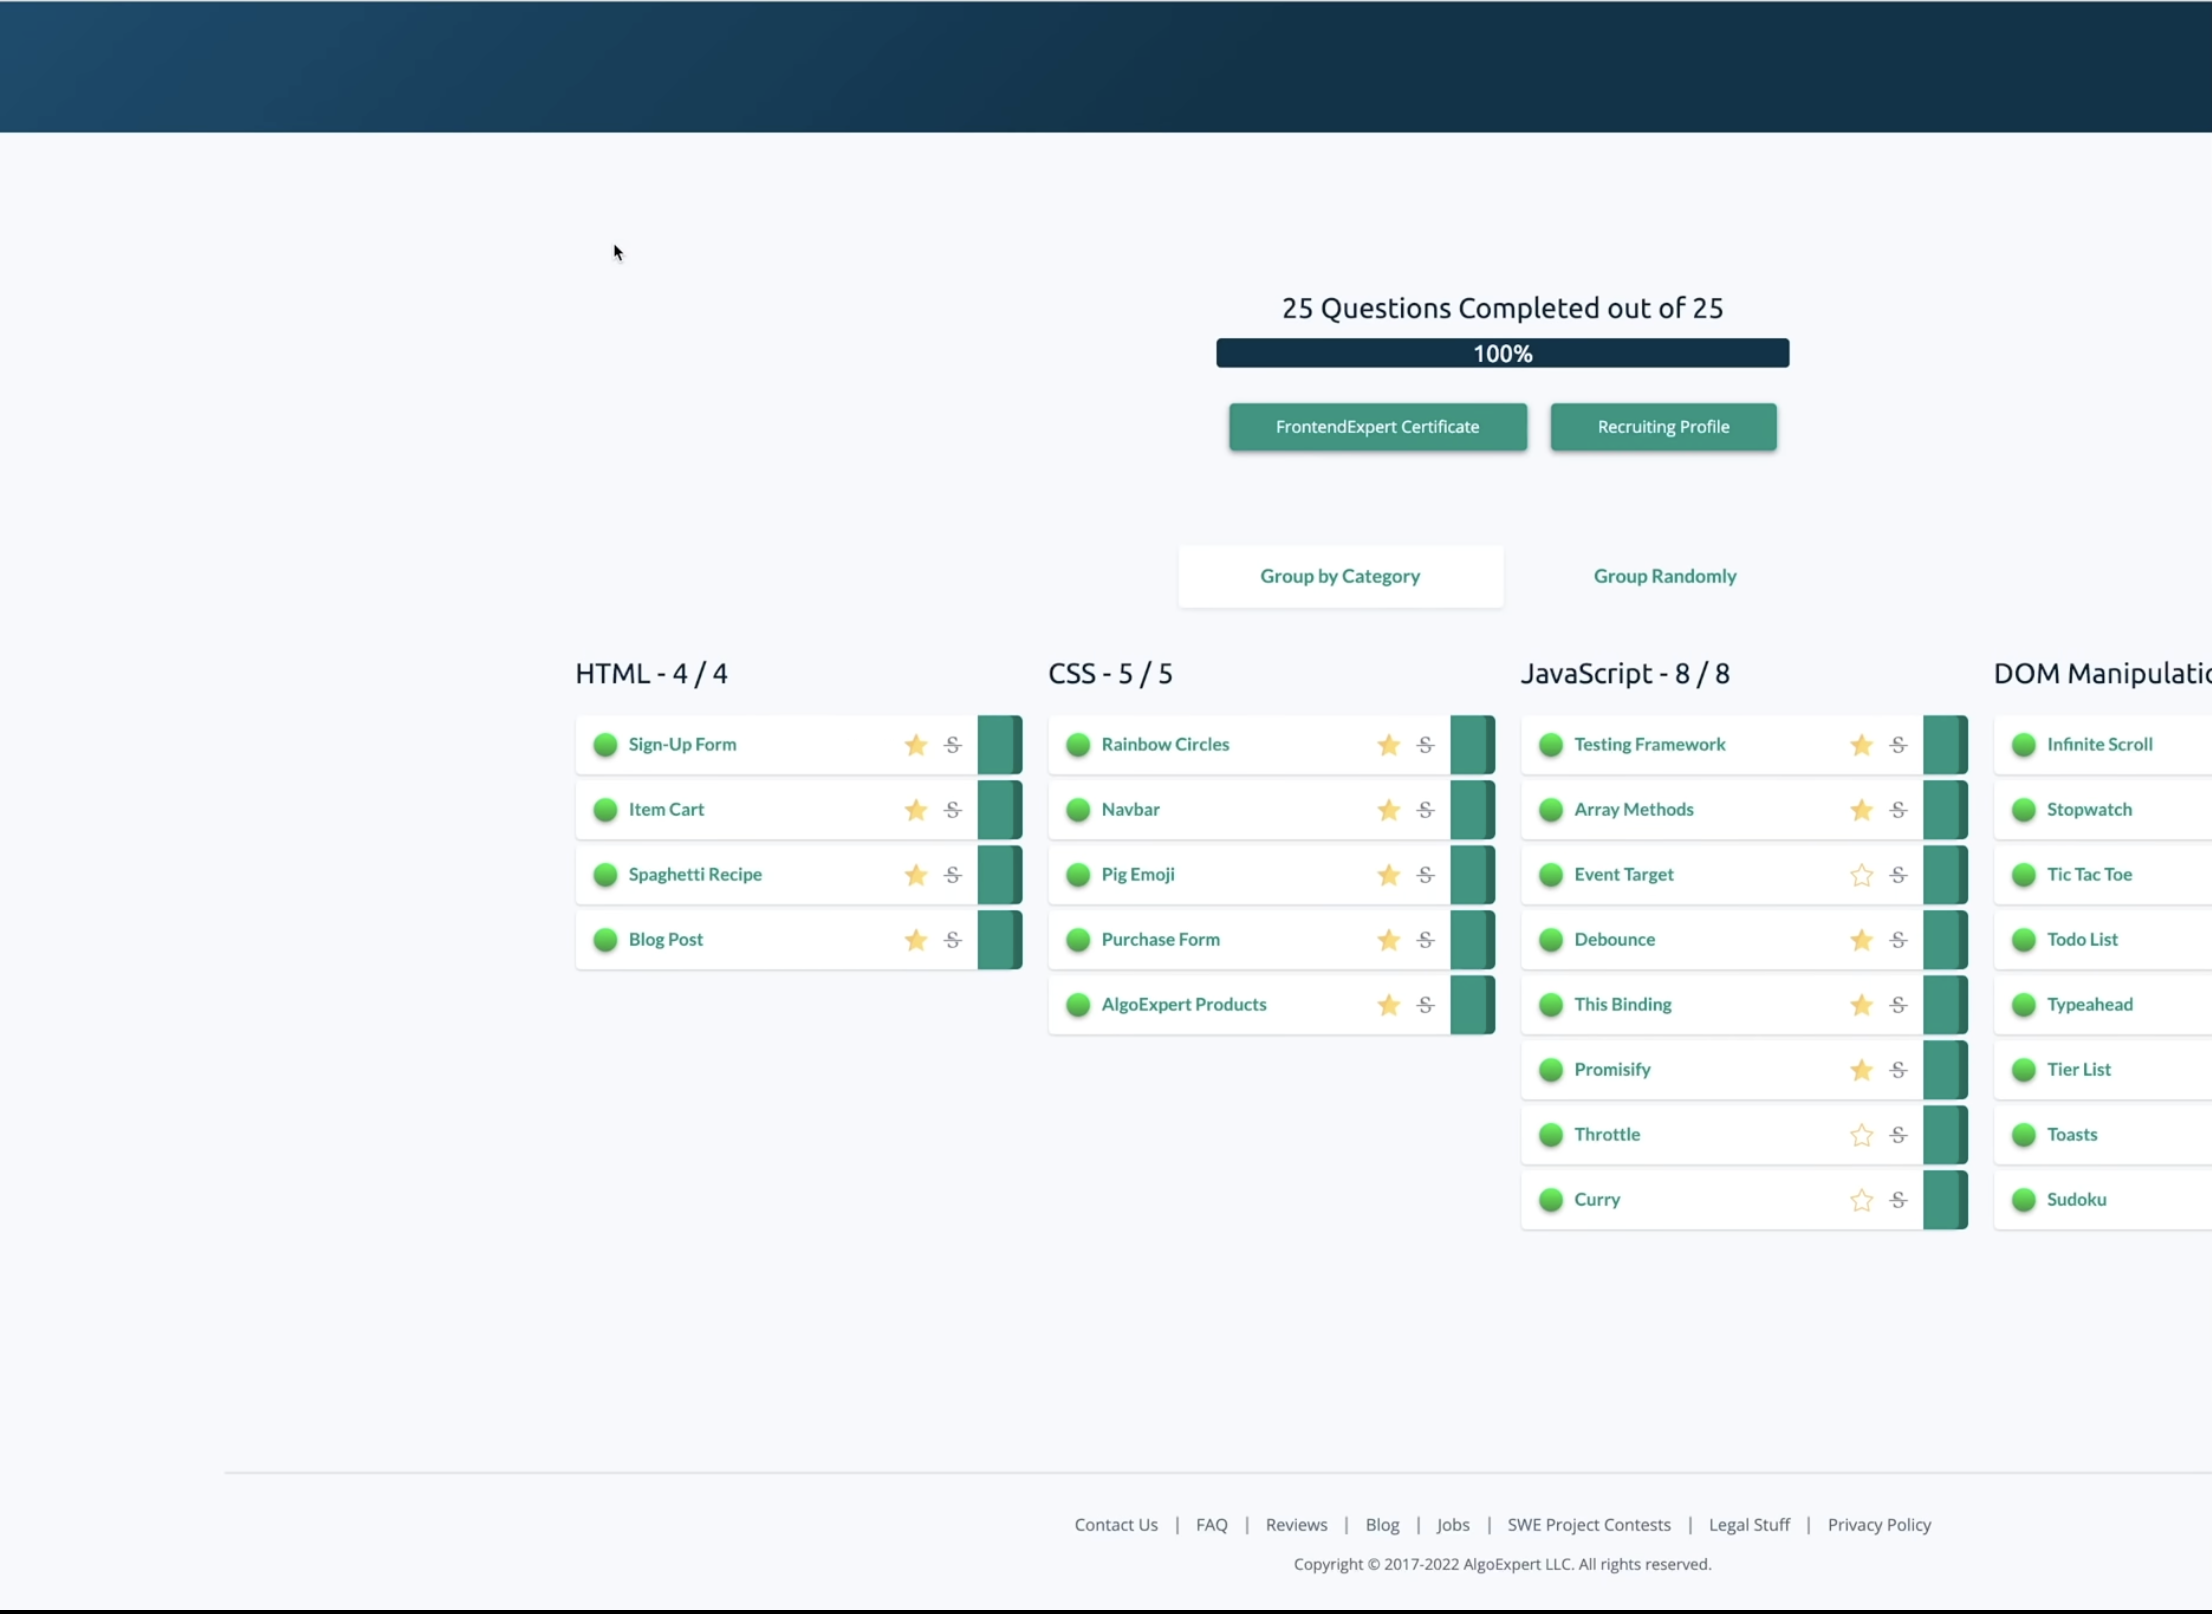 25 Questions Completed out of 25
100%
FrontendExpert Certificate
Recruiting Profile
Group by Category
Group Randomly
HTML - 4 / 4
Sign-Up Form
Item Cart
Spaghetti Recipe
Blog Post
CSS - 5 / 5
Rainbow Circles
Navbar
Pig Emoji
Purchase Form
AlgoExpert Products
JavaScript - 8 / 8
Testing Framework
Array Methods
Event Target
Debounce
This Binding
Promisify
Throttle
Curry
DOM Manipulatio
Infinite Scroll
Stopwatch
Tic Tac Toe
Todo List
Typeahead
Tier List
Toasts
Sudoku
Contact Us | FAQ | Reviews | Blog | Jobs | SWE Project Contests | Legal Stuff | Privacy Policy
Copyright © 2017-2022 AlgoExpert LLC. All rights reserved.